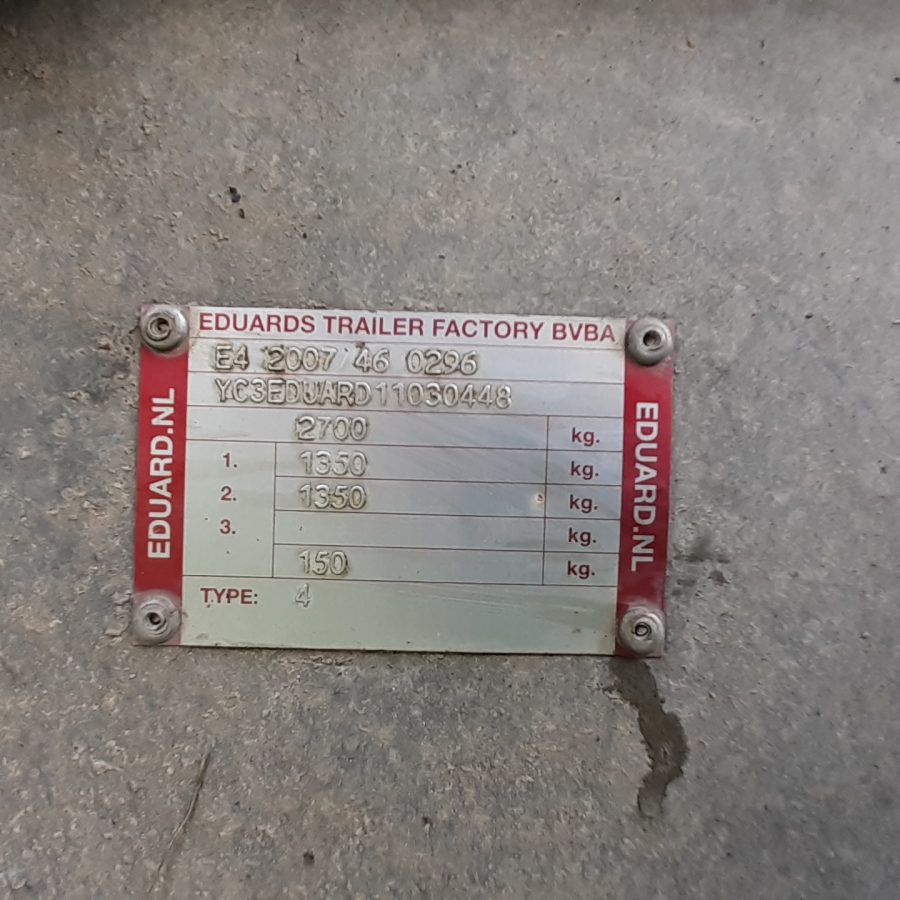 EDUARDS TRAILER FACTORY BVBA
E4 2007/46 0296
YC3EDUARD11030448
2700 kg.
1. 1350 kg.
2. 1350 kg.
3. kg.
150 kg.
TYPE: 4
EDUARD.NL
EDUARD.NL